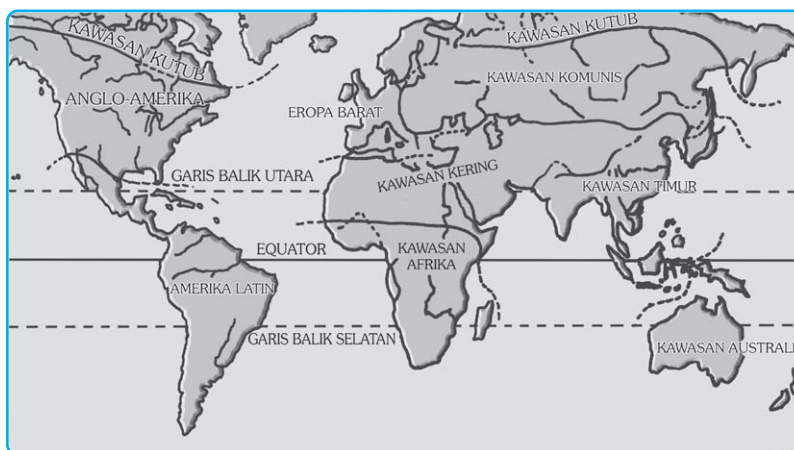 KAWASAN KUTUB
KAWASAN KUTUB
ANGLO-AMERIKA
KAWASAN KOMUNIS
EROPA BARAT
GARIS BALIK UTARA
KAWASAN KERING
KAWASAN TIMUR
EQUATOR
KAWASAN
AFRIKA
AMERIKA LATIN
GARIS BALIK SELATAN
KAWASAN AUSTRALI